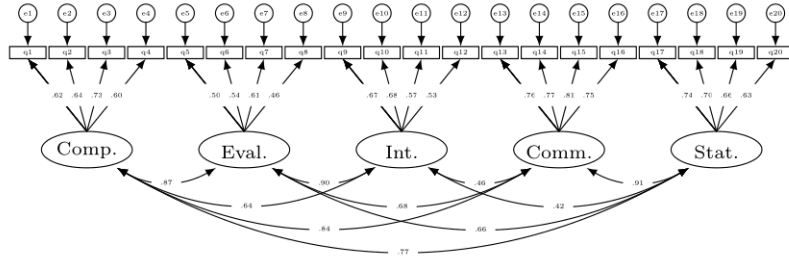 e1 e2 e3 e4 e5 e6 e7 e8 e9 e10 e11 e12 e13 e14 e15 e16 e17 e18 e19 e20
q1 q2 q3 q4 q5 q6 q7 q8 q9 q10 q11 q12 q13 q14 q15 q16 q17 q18 q19 q20
.62 .64 .73 .60 .50 .54 .61 .46 .67 .68 .57 .53 .76 .77 .81 .75 .74 .70 .66 .63
Comp. Eval. Int. Comm. Stat.
.87 .90 .46 .91
.64 .68 .42
.84 .66
.77